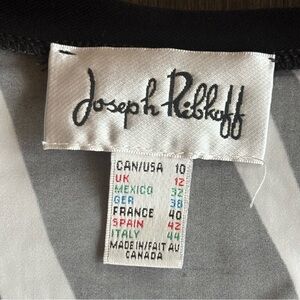 Joseph Ribkoff
CAN/USA 10
UK 12
MEXICO 32
GER 38
FRANCE 40
SPAIN 42
ITALY 44
MADE IN/FAIT AU
CANADA